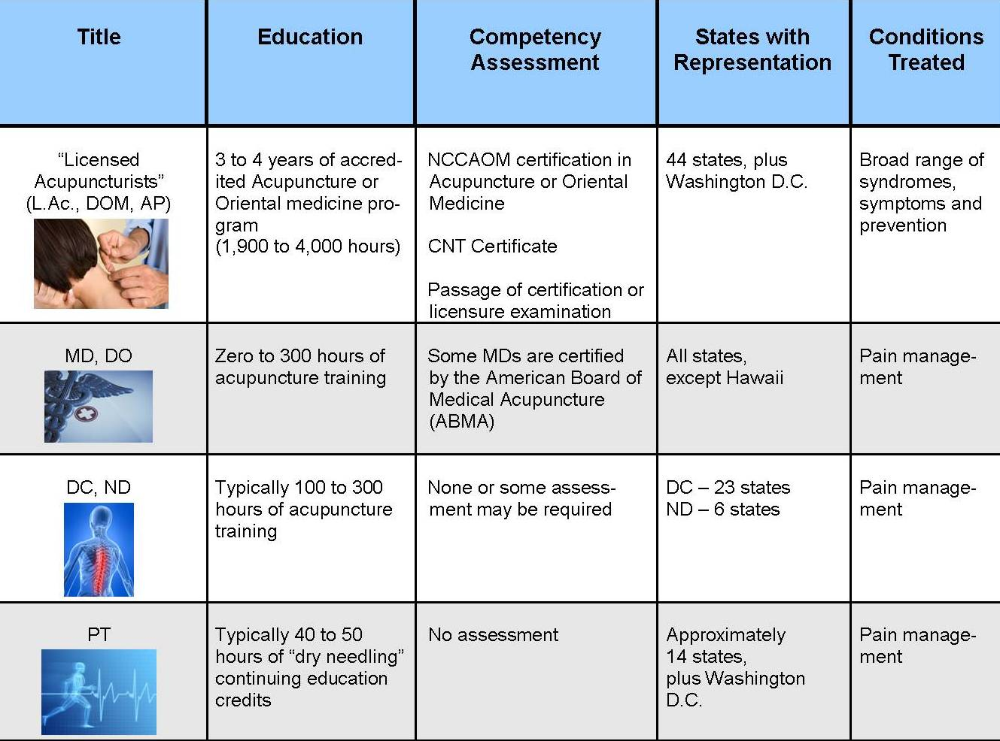 Title
Education
Competency
Assessment
States with
Representation
Conditions
Treated
“Licensed
Acupuncturists”
(L.Ac., DOM, AP)
3 to 4 years of accred-
ited Acupuncture or
Oriental medicine pro-
gram
(1,900 to 4,000 hours)
NCCAOM certification in
Acupuncture or Oriental
Medicine
CNT Certificate
Passage of certification or
licensure examination
44 states, plus
Washington D.C.
Broad range of
syndromes,
symptoms and
prevention
MD, DO
Zero to 300 hours of
acupuncture training
Some MDs are certified
by the American Board of
Medical Acupuncture
(ABMA)
All states,
except Hawaii
Pain manage-
ment
DC, ND
Typically 100 to 300
hours of acupuncture
training
None or some assess-
ment may be required
DC – 23 states
ND – 6 states
Pain manage-
ment
PT
Typically 40 to 50
hours of “dry needling”
continuing education
credits
No assessment
Approximately
14 states,
plus Washington
D.C.
Pain manage-
ment